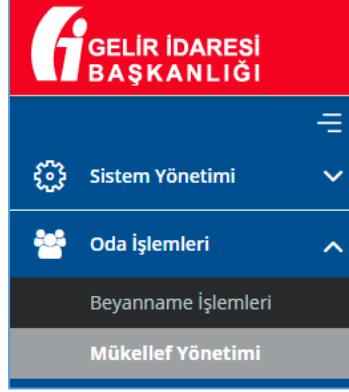 GELİR İDARESİ
BAŞKANLIĞI
Sistem Yönetimi
Oda İşlemleri
Beyanname İşlemleri
Mükellef Yönetimi